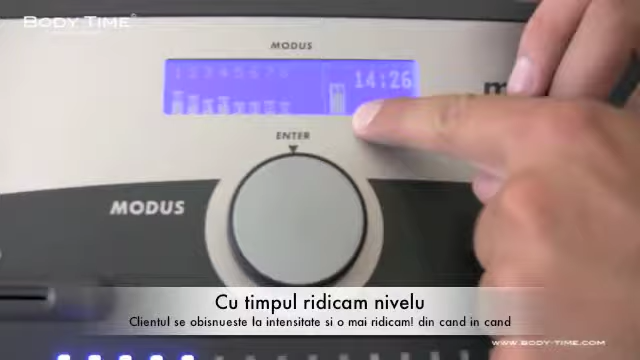 BODY TIME
MODUS
1 2 3 4 5 6 7 8
14:26
m
ENTER
MODUS
Cu timpul ridicam nivelu
Clientul se obisnueste la intensitate si o mai ridicam! din cand in cand
WWW.BODY-TIME.COM